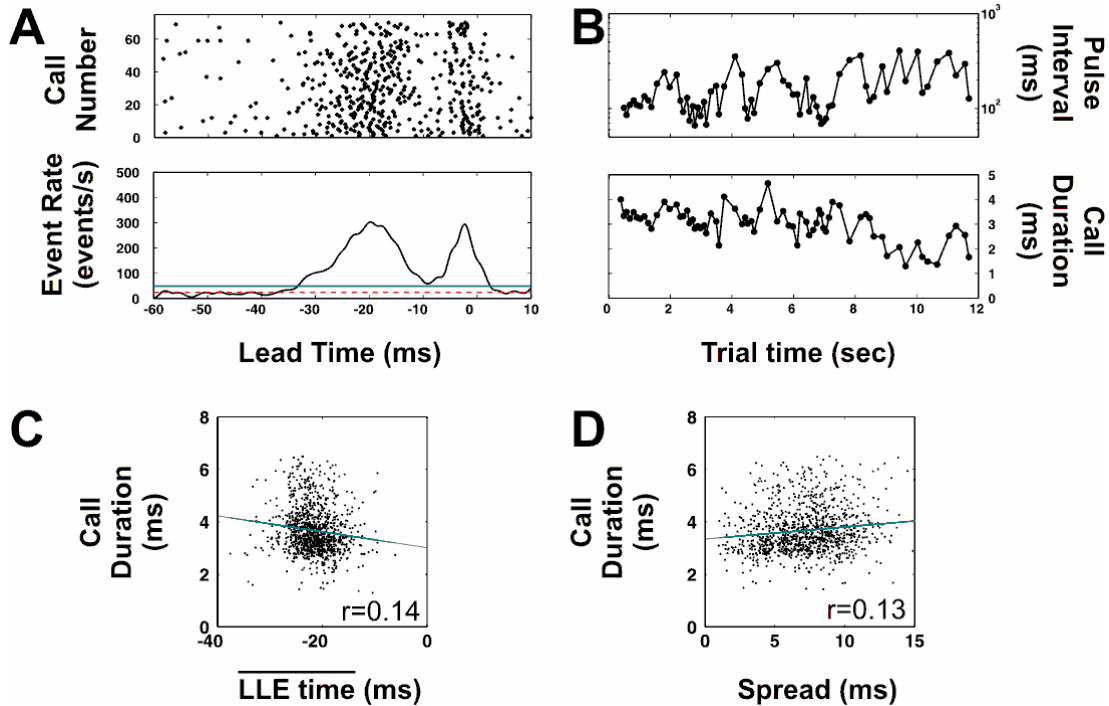 A
Call
Number
60
40
20
0
Event Rate
(events/s)
500
400
300
200
100
0
-60 -50 -40 -30 -20 -10 0 10
Lead Time (ms)
B
10^3
10^2
Pulse
Interval
(ms)
5
4
3
2
1
0
Call
Duration
(ms)
0 2 4 6 8 10 12
Trial time (sec)
C
Call
Duration
(ms)
8
6
4
2
0
r=0.14
-40 -20 0
LLE time (ms)
D
Call
Duration
(ms)
8
6
4
2
0
r=0.13
0 5 10 15
Spread (ms)